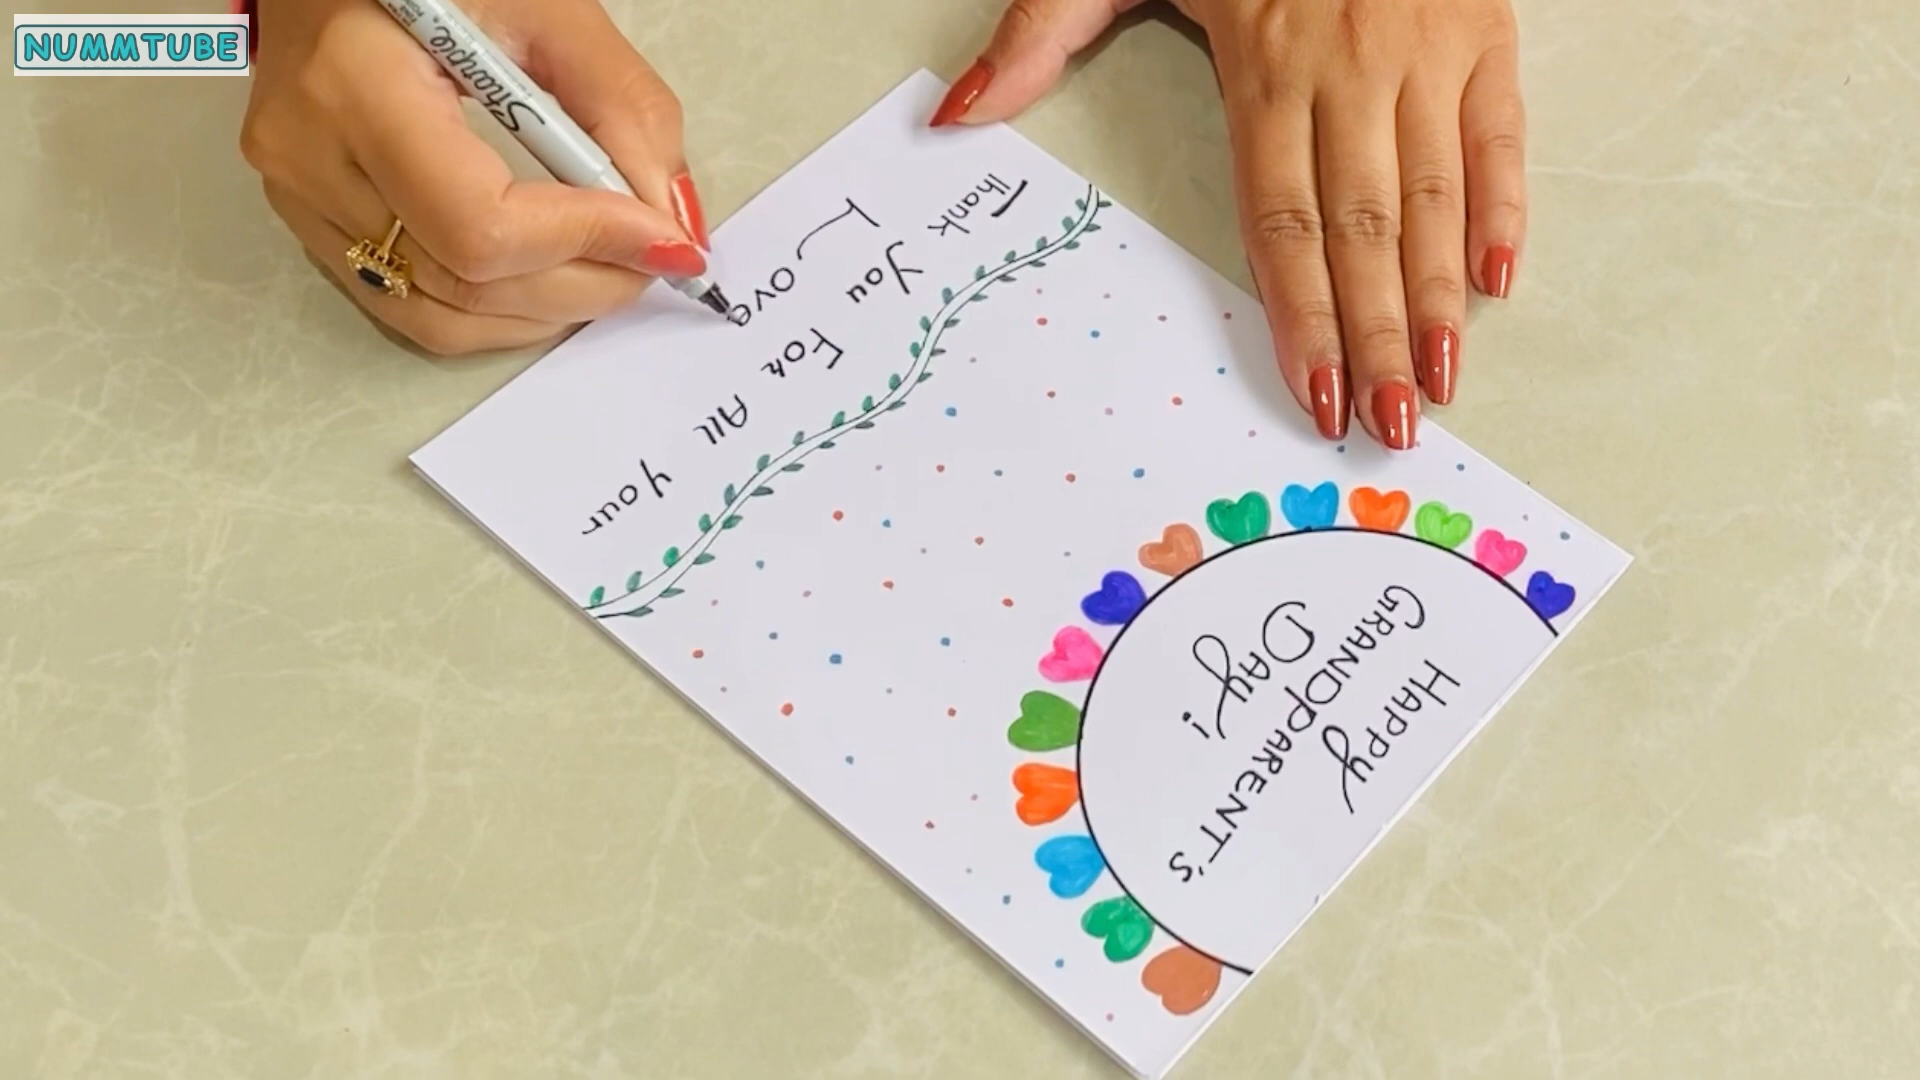 NUMMTUBE
Sharpie
HAPPY
GRANDPARENT'S
DAY!
Thank You For All Your
Love